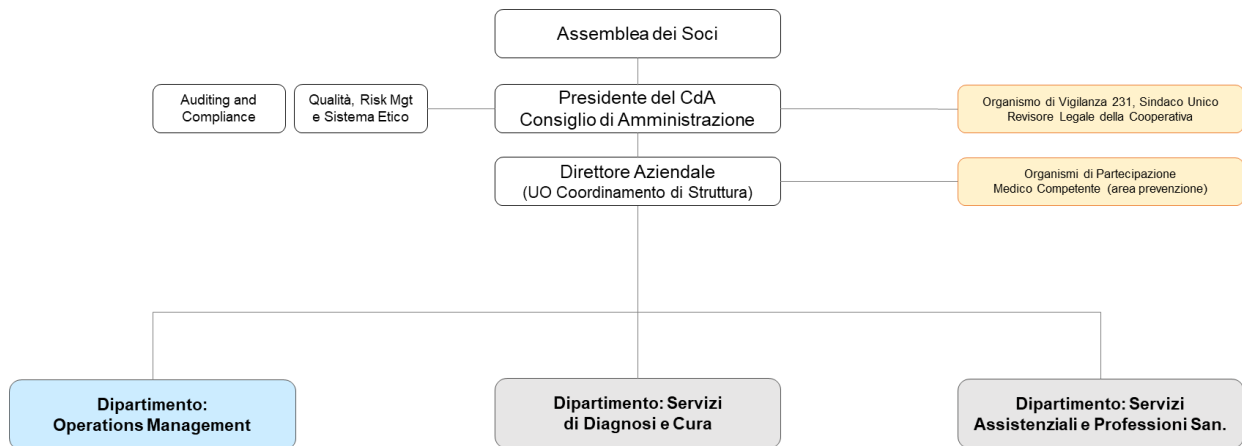 Assemblea dei Soci
Auditing and
Compliance
Qualità, Risk Mgt
e Sistema Etico
Presidente del CdA
Consiglio di Amministrazione
Organismo di Vigilanza 231, Sindaco Unico
Revisore Legale della Cooperativa
Direttore Aziendale
(UO Coordinamento di Struttura)
Organismi di Partecipazione
Medico Competente (area prevenzione)
Dipartimento:
Operations Management
Dipartimento: Servizi
di Diagnosi e Cura
Dipartimento: Servizi
Assistenziali e Professioni San.